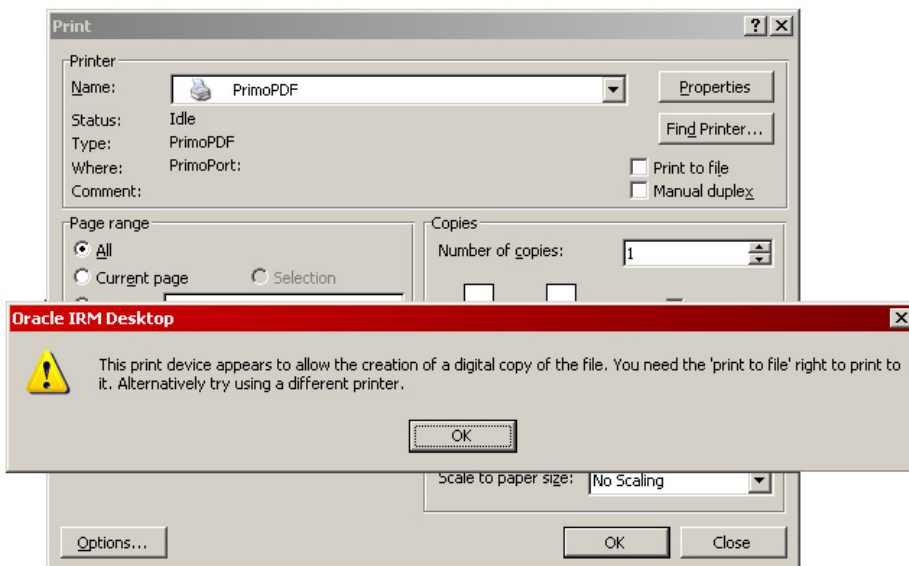 Print
Printer
Name:
PrimoPDF
Properties
Status:
Idle
Find Printer...
Type:
PrimoPDF
Where:
PrimoPort:
Print to file
Comment:
Manual duplex
Page range
Copies
All
Number of copies:
1
Current page
Selection
Oracle IRM Desktop
This print device appears to allow the creation of a digital copy of the file. You need the 'print to file' right to print to
it. Alternatively try using a different printer.
OK
Scale to paper size:
No Scaling
Options...
OK
Close